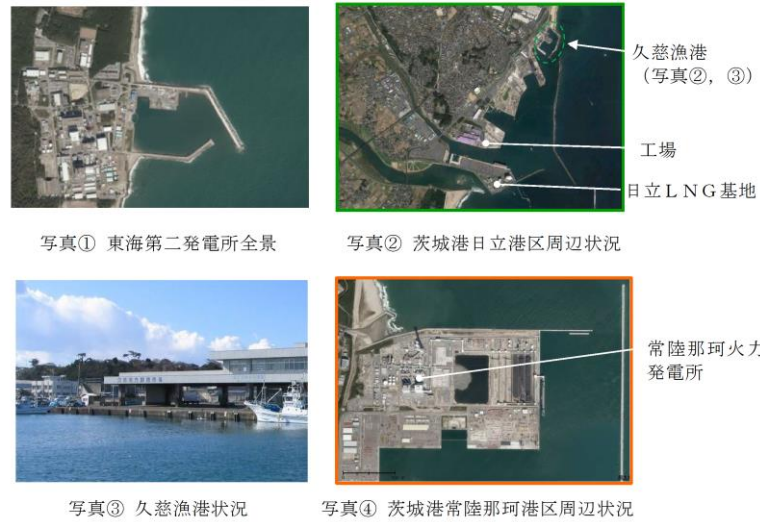 久慈漁港
（写真②，③）
工場
日立LNG基地
写真① 東海第二発電所全景
写真② 茨城港日立港区周辺状況
常陸那珂火力
発電所
写真③ 久慈漁港状況
写真④ 茨城港常陸那珂港区周辺状況